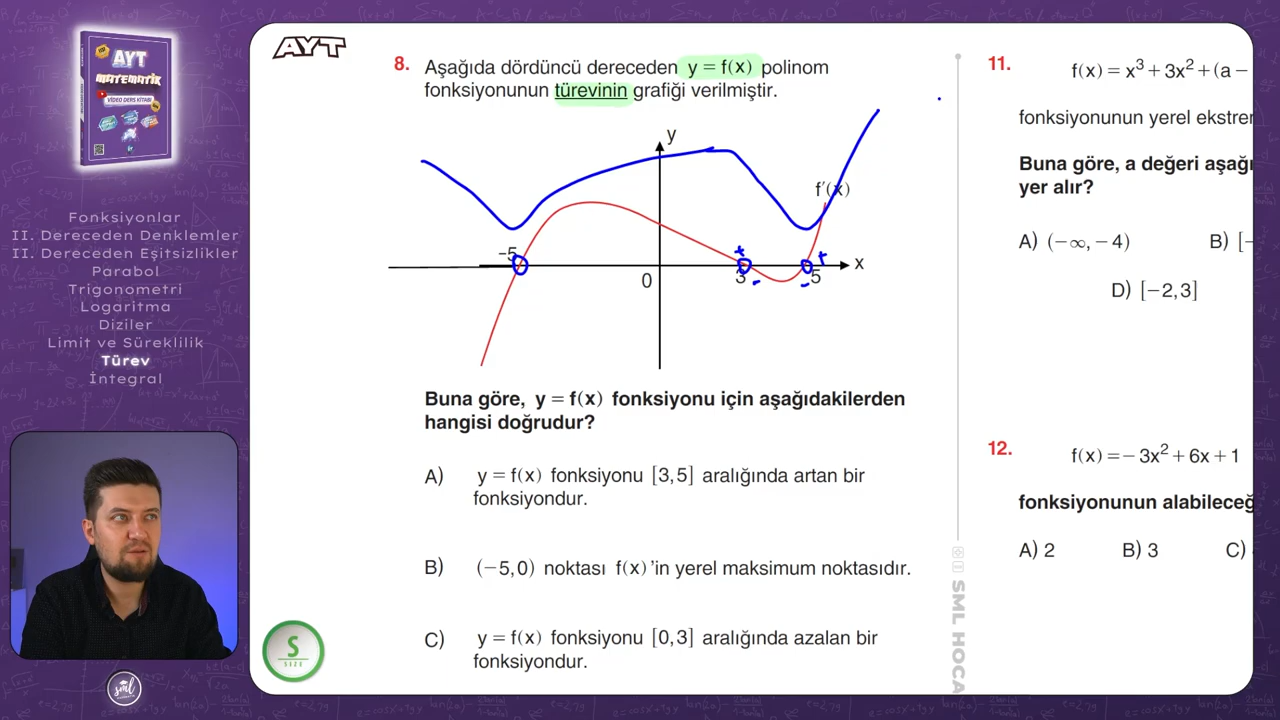 AYT
MATEMATİK
VİDEO DERS KİTABI
Fonksiyonlar
II. Dereceden Denklemler
II. Dereceden Eşitsizlikler
Parabol
Trigonometri
Logaritma
Diziler
Limit ve Süreklilik
Türev
İntegral
sml
AYT
8. Aşağıda dördüncü dereceden y = f(x) polinom
fonksiyonunun türevinin grafiği verilmiştir.
y
f′(x)
−5
x
0
3
5
Buna göre, y = f(x) fonksiyonu için aşağıdakilerden
hangisi doğrudur?
A) y = f(x) fonksiyonu [3,5] aralığında artan bir
fonksiyondur.
B) (−5,0) noktası f(x)'in yerel maksimum noktasıdır.
C) y = f(x) fonksiyonu [0,3] aralığında azalan bir
fonksiyondur.
S
SIZE
SML HOCA
11. f(x) = x³ + 3x² + (a −
fonksiyonunun yerel ekstrer
Buna göre, a değeri aşağı
yer alır?
A) (−∞, −4) B) [−
D) [−2,3]
12. f(x) = − 3x² + 6x + 1
fonksiyonunun alabileceğ
A) 2 B) 3 C)